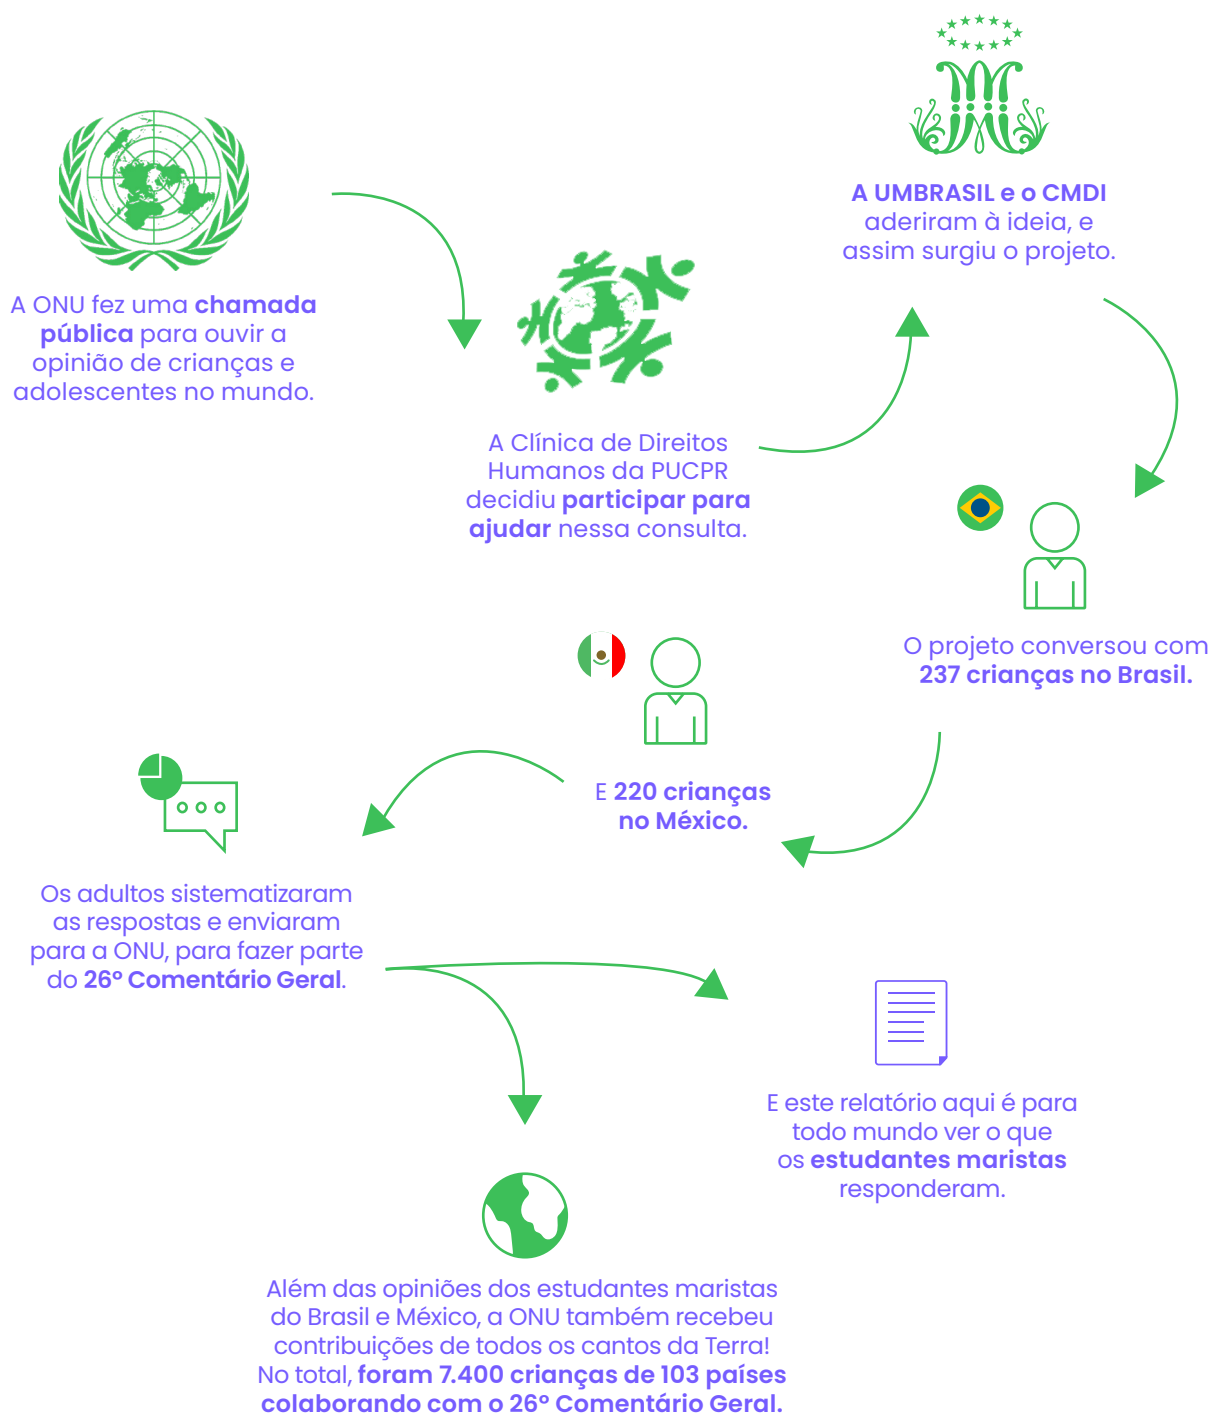 A ONU fez uma chamada
pública para ouvir a
opinião de crianças e
adolescentes no mundo.
A Clínica de Direitos
Humanos da PUCPR
decidiu participar para
ajudar nessa consulta.
A UMBRASIL e o CMDI
aderiram à ideia, e
assim surgiu o projeto.
O projeto conversou com
237 crianças no Brasil.
E 220 crianças
no México.
Os adultos sistematizaram
as respostas e enviaram
para a ONU, para fazer parte
do 26º Comentário Geral.
E este relatório aqui é para
todo mundo ver o que
os estudantes maristas
responderam.
Além das opiniões dos estudantes maristas
do Brasil e México, a ONU também recebeu
contribuições de todos os cantos da Terra!
No total, foram 7.400 crianças de 103 países
colaborando com o 26º Comentário Geral.